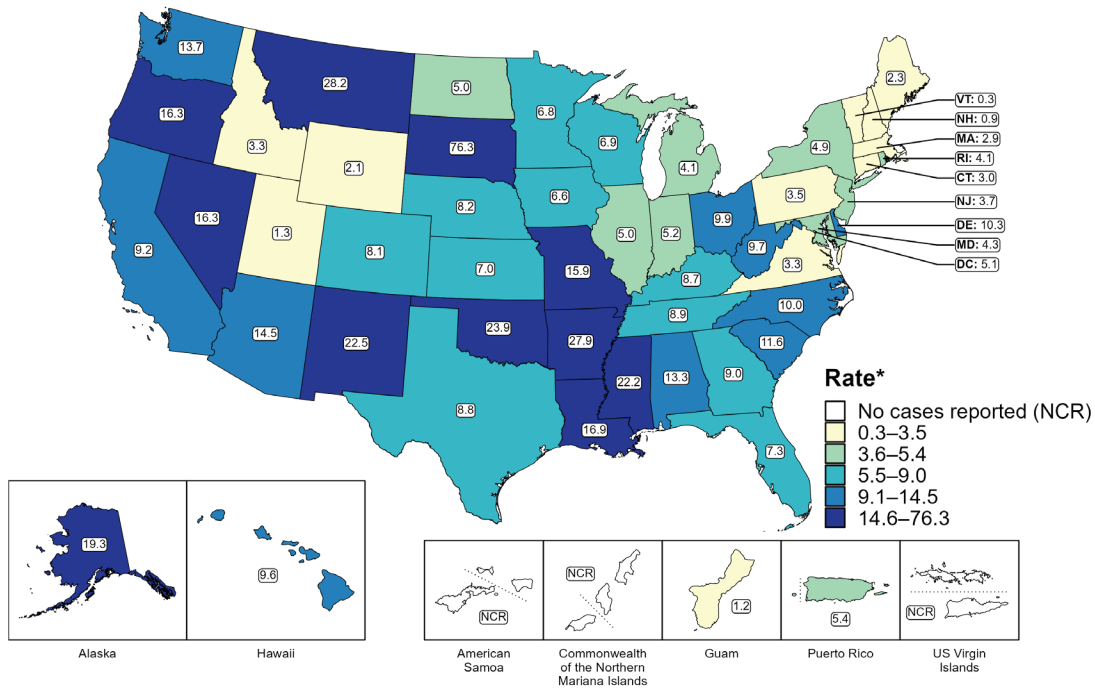 13.7
28.2
5.0
6.8
2.3
16.3
3.3
76.3
6.9
4.1
4.9
VT: 0.3
NH: 0.9
MA: 2.9
RI: 4.1
CT: 3.0
NJ: 3.7
DE: 10.3
MD: 4.3
DC: 5.1
2.1
8.2
6.6
3.5
9.2
16.3
1.3
8.1
7.0
15.9
5.0
5.2
9.9
9.7
3.3
8.7
14.5
22.5
23.9
27.9
8.9
10.0
11.6
8.8
16.9
22.2
13.3
9.0
7.3
Rate*
No cases reported (NCR)
0.3–3.5
3.6–5.4
5.5–9.0
9.1–14.5
14.6–76.3
19.3
9.6
NCR
NCR
1.2
5.4
NCR
Alaska
Hawaii
American
Samoa
Commonwealth
of the Northern
Mariana Islands
Guam
Puerto Rico
US Virgin
Islands